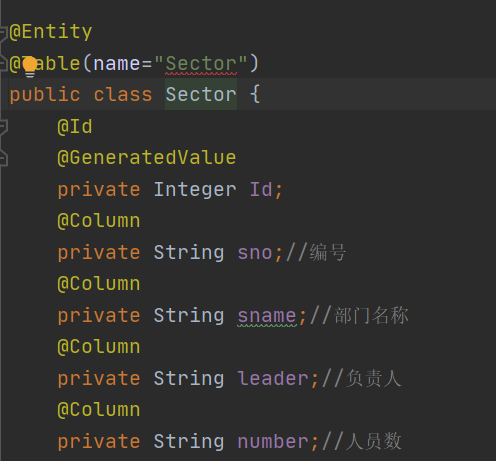 @Entity
@Table(name="Sector")
public class Sector {
@Id
@GeneratedValue
private Integer Id;
@Column
private String sno;//编号
@Column
private String sname;//部门名称
@Column
private String leader;//负责人
@Column
private String number;//人员数